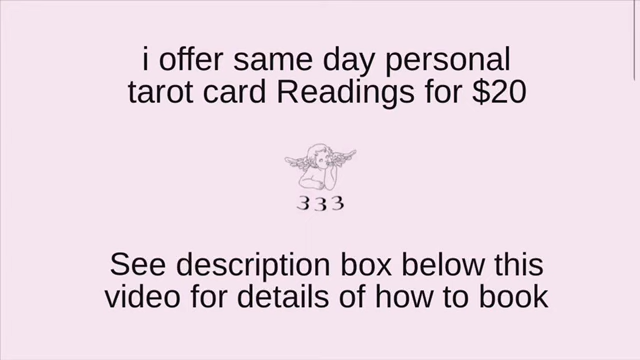 i offer same day personal
tarot card Readings for $20
333
See description box below this
video for details of how to book